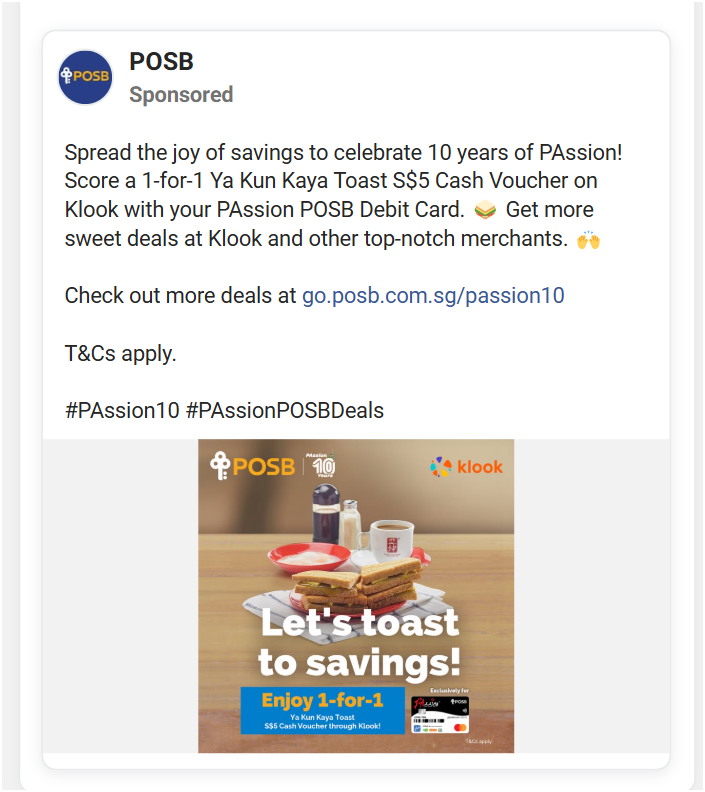 POSB
POSB
Sponsored
Spread the joy of savings to celebrate 10 years of PAssion!
Score a 1-for-1 Ya Kun Kaya Toast S$5 Cash Voucher on
Klook with your PAssion POSB Debit Card. 🥪 Get more
sweet deals at Klook and other top-notch merchants. 🙌
Check out more deals at go.posb.com.sg/passion10
T&Cs apply.
#PAssion10 #PAssionPOSBDeals
POSB
PAssion
10
Years
klook
Let's toast
to savings!
Enjoy 1-for-1
Ya Kun Kaya Toast
S$5 Cash Voucher through Klook!
Exclusively for
POSB
T&Cs apply.